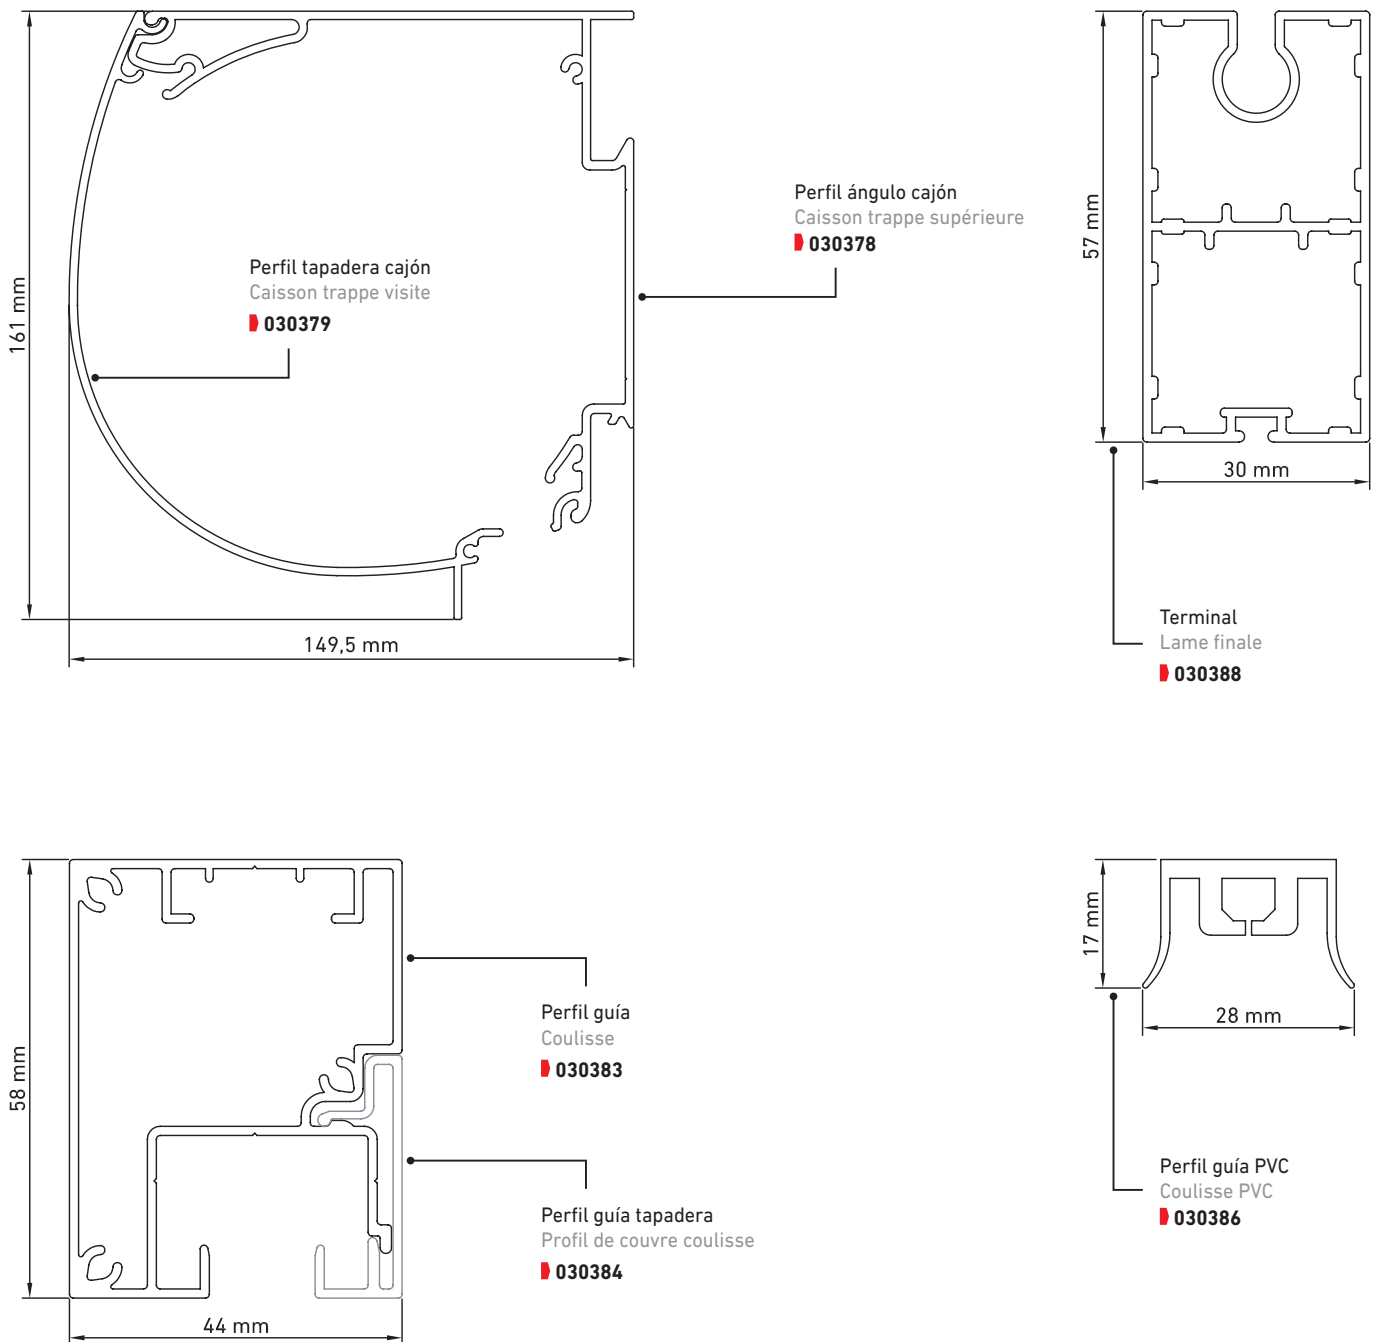 161 mm
Perfil tapadera cajón
Caisson trappe visite
030379
149,5 mm
Perfil ángulo cajón
Caisson trappe supérieure
030378
57 mm
30 mm
Terminal
Lame finale
030388
58 mm
44 mm
Perfil guía
Coulisse
030383
Perfil guía tapadera
Profil de couvre coulisse
030384
17 mm
28 mm
Perfil guía PVC
Coulisse PVC
030386